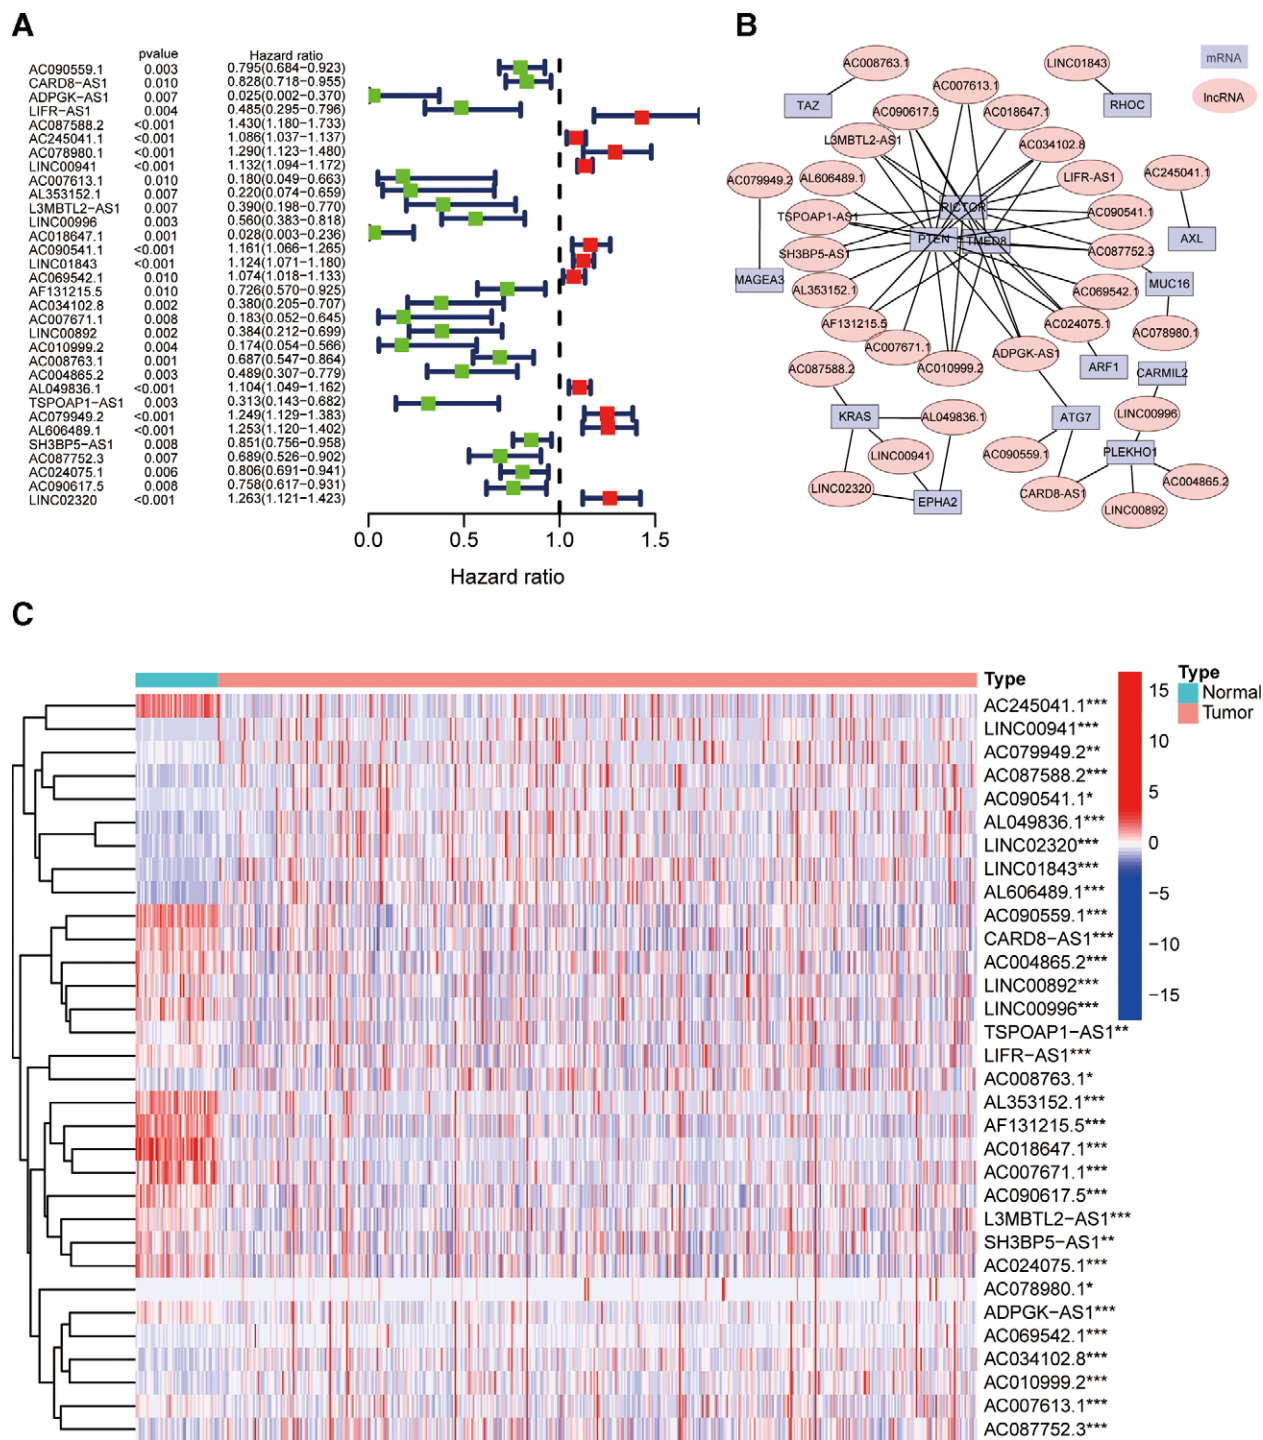 A
pvalue Hazard ratio
AC090559.1 0.003 0.795(0.684−0.923)
CARD8−AS1 0.010 0.828(0.718−0.955)
ADPGK−AS1 0.007 0.025(0.002−0.370)
LIFR−AS1 0.004 0.485(0.295−0.796)
AC087588.2 <0.001 1.430(1.180−1.733)
AC245041.1 <0.001 1.086(1.037−1.137)
AC078980.1 <0.001 1.290(1.123−1.480)
LINC00941 <0.001 1.132(1.094−1.172)
AC007613.1 0.010 0.180(0.049−0.663)
AL353152.1 0.007 0.220(0.074−0.659)
L3MBTL2−AS1 0.007 0.390(0.198−0.770)
LINC00996 0.003 0.560(0.383−0.818)
AC018647.1 0.001 0.028(0.003−0.236)
AC090541.1 <0.001 1.161(1.066−1.265)
LINC01843 <0.001 1.124(1.071−1.180)
AC069542.1 0.010 1.074(1.018−1.133)
AF131215.5 0.010 0.726(0.570−0.925)
AC034102.8 0.002 0.380(0.205−0.707)
AC007671.1 0.008 0.183(0.052−0.645)
LINC00892 0.002 0.384(0.212−0.699)
AC010999.2 0.004 0.174(0.054−0.566)
AC008763.1 0.001 0.687(0.547−0.864)
AC004865.2 0.003 0.489(0.307−0.779)
AL049836.1 <0.001 1.104(1.049−1.162)
TSPOAP1−AS1 0.003 0.313(0.143−0.682)
AC079949.2 <0.001 1.249(1.129−1.383)
AL606489.1 <0.001 1.253(1.120−1.402)
SH3BP5−AS1 0.008 0.851(0.756−0.958)
AC087752.3 0.007 0.689(0.526−0.902)
AC024075.1 0.006 0.806(0.691−0.941)
AC090617.5 0.008 0.758(0.617−0.931)
LINC02320 <0.001 1.263(1.121−1.423)
0.0 0.5 1.0 1.5
Hazard ratio
B
mRNA
lncRNA
AC008763.1
LINC01843
AC007613.1
TAZ
AC090617.5
AC018647.1
RHOC
L3MBTL2-AS1
AC034102.8
AC079949.2
AL606489.1
LIFR-AS1
AC245041.1
TSPOAP1-AS1
RICTOR
AC090541.1
PTEN
TMED8
AXL
SH3BP5-AS1
AC087752.3
MAGEA3
AL353152.1
AC069542.1
MUC16
AF131215.5
AC024075.1
AC078980.1
AC007671.1
ADPGK-AS1
AC087588.2
AC010999.2
ARF1
CARMIL2
KRAS
AL049836.1
ATG7
LINC00996
LINC00941
AC090559.1
PLEKHO1
LINC02320
EPHA2
CARD8-AS1
AC004865.2
LINC00892
C
Type
AC245041.1***
LINC00941***
AC079949.2**
AC087588.2***
AC090541.1*
AL049836.1***
LINC02320***
LINC01843***
AL606489.1***
AC090559.1***
CARD8−AS1***
AC004865.2***
LINC00892***
LINC00996***
TSPOAP1−AS1**
LIFR−AS1***
AC008763.1*
AL353152.1***
AF131215.5***
AC018647.1***
AC007671.1***
AC090617.5***
L3MBTL2−AS1***
SH3BP5−AS1**
AC024075.1***
AC078980.1*
ADPGK−AS1***
AC069542.1***
AC034102.8***
AC010999.2***
AC007613.1***
AC087752.3***
15
10
5
0
−5
−10
−15
Type
Normal
Tumor